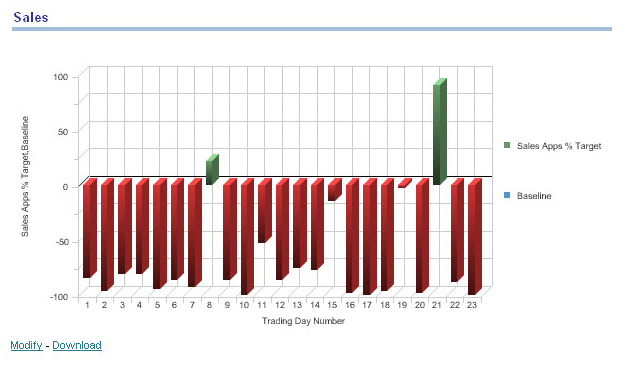 Sales
100
50
0
-50
-100
Sales Apps % Target,Baseline
1 2 3 4 5 6 7 8 9 10 11 12 13 14 15 16 17 18 19 20 21 22 23
Trading Day Number
Sales Apps % Target
Baseline
Modify - Download